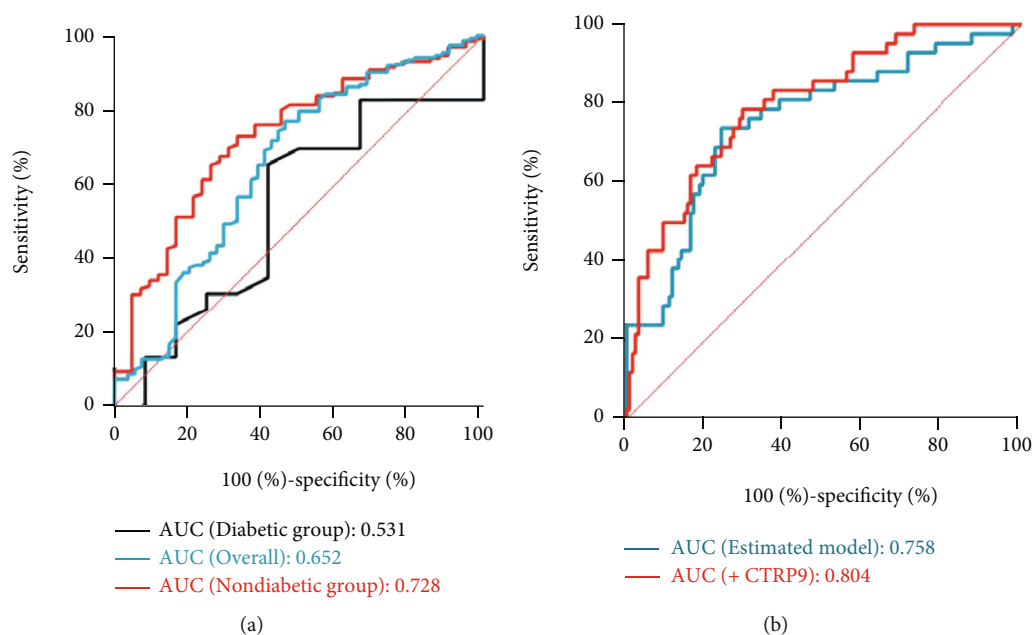 100
80
60
40
20
0
Sensitivity (%)
0 20 40 60 80 100
100 (%)-specificity (%)
AUC (Diabetic group): 0.531
AUC (Overall): 0.652
AUC (Nondiabetic group): 0.728
(a)
100
80
60
40
20
0
Sensitivity (%)
0 20 40 60 80 100
100 (%)-specificity (%)
AUC (Estimated model): 0.758
AUC (+ CTRP9): 0.804
(b)